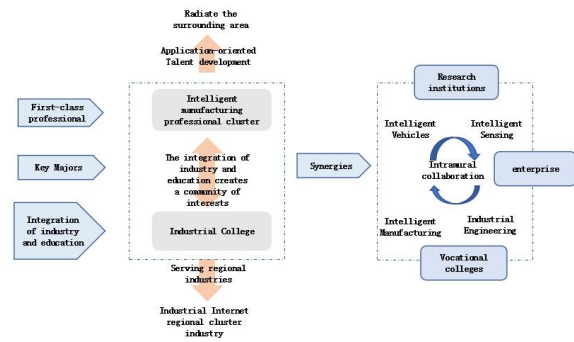 Radiate the
surrounding area
Application-oriented
Talent development
First-class
professional
Key Majors
Integration
of industry
and education
Intelligent
manufacturing
professional cluster
The integration of
industry and
education creates
a community of
interests
Industrial College
Serving regional
industries
Industrial Internet
regional cluster
industry
Synergies
Research
institutions
Intelligent
Vehicles
Intelligent
Sensing
Intramural
collaboration
enterprise
Intelligent
Manufacturing
Industrial
Engineering
Vocational
colleges